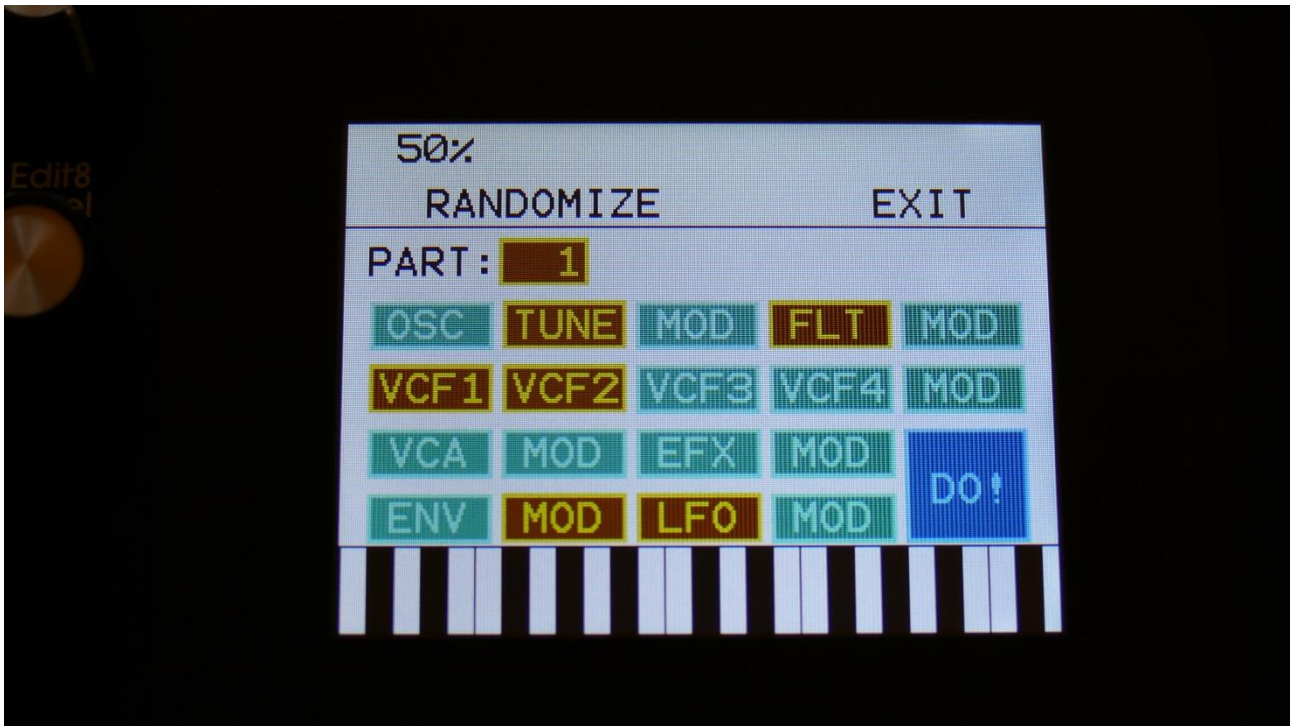 50%
RANDOMIZE EXIT
Edit8
PART: 1
OSC TUNE MOD FLT MOD
VCF1 VCF2 VCF3 VCF4 MOD
VCA MOD EFX MOD
DO!
ENV MOD LFO MOD